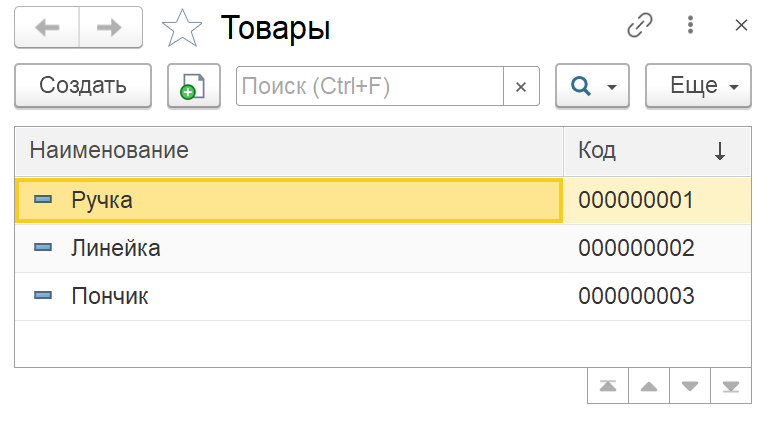 Товары
Создать Поиск (Ctrl+F) Еще
Наименование Код
Ручка 000000001
Линейка 000000002
Пончик 000000003